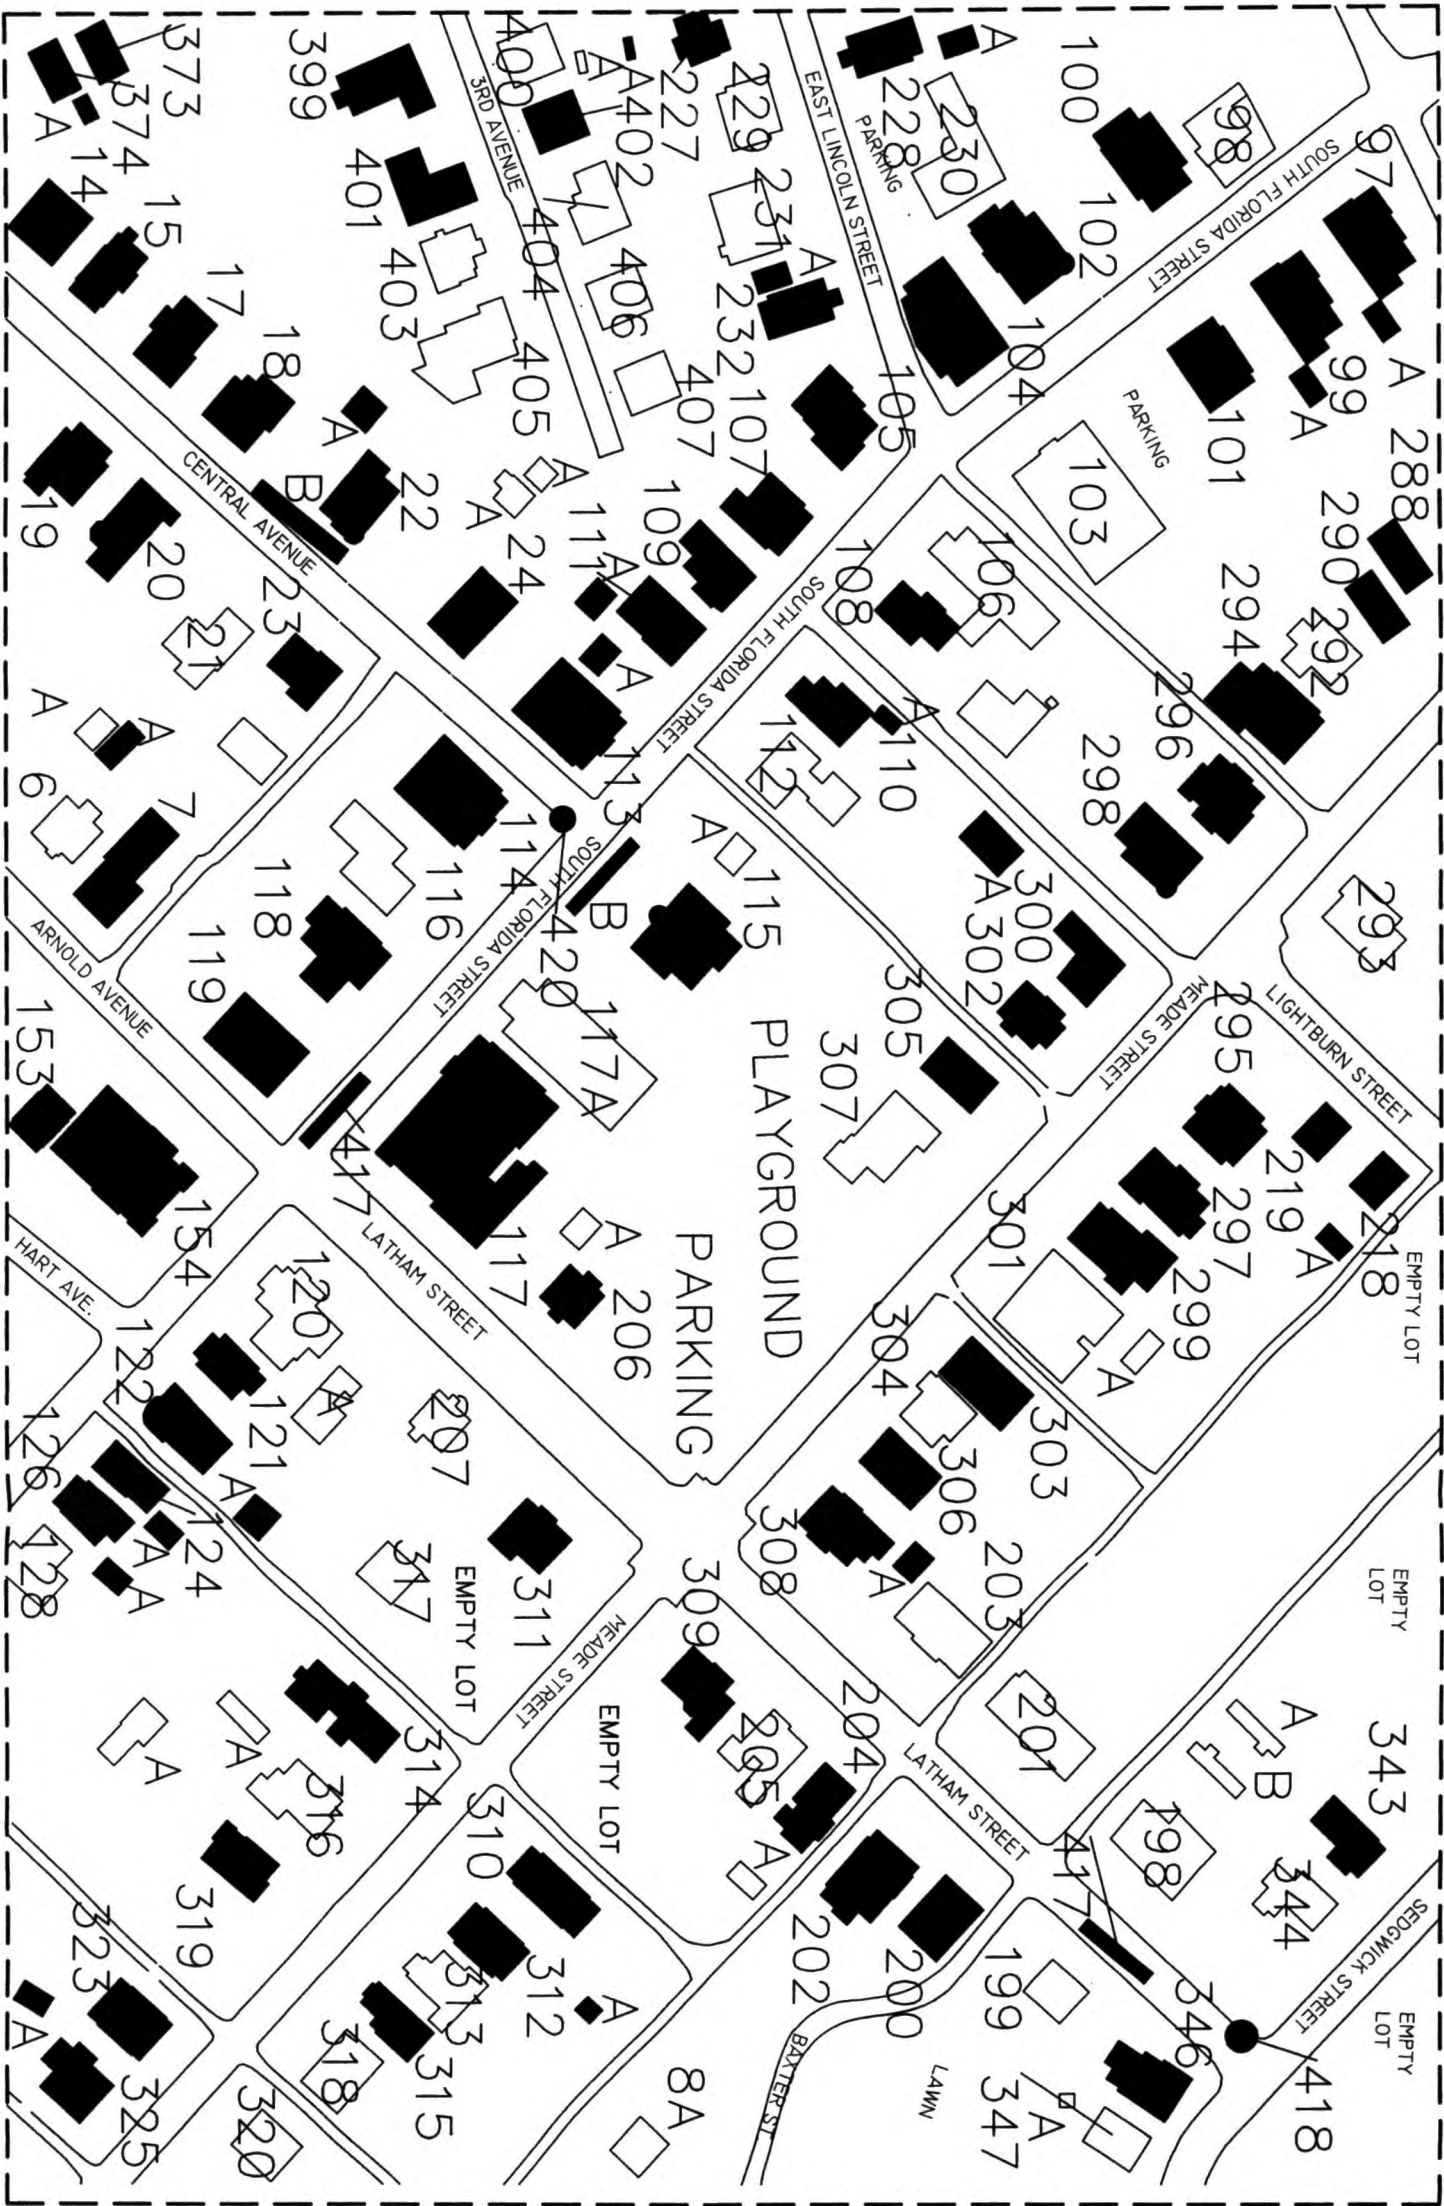 SEDGWICK STREET
288
EMPTY LOT
EMPTY
LOT
EMPTY
LOT
A
97
293
218
343
99
290
292
LIGHTBURN STREET
A
344
418
A
219
A
B
98
101
294
295
297
SOUTH FLORIDA STREET
PARKING
296
MEADE STREET
299
198
346
100
102
103
298
A
303
417
A
104
106
300
A
302
301
201
347
A
203
199
230
306
LATHAM STREET
LAWN
228
PARKING
105
110
A
305
304
A
204
200
EAST LINCOLN STREET
108
307
308
202
BAXTER ST.
A
231
SOUTH FLORIDA STREET
112
PLAYGROUND
205
A
229
232
107
115
A
PARKING
309
8A
227
407
109
402
A
406
A
113
B
117A
206
A
EMPTY LOT
MEADE STREET
A
A
A
111
404
SOUTH FLORIDA STREET
420
311
312
400
405
24
114
117
EMPTY LOT
310
3RD AVENUE
A
116
LATHAM STREET
207
313
403
22
317
314
315
401
A
417
A
318
399
18
B
CENTRAL AVENUE
118
120
316
17
23
119
121
A
A
320
373
15
21
20
7
154
124
319
374
A
122
A
A
325
14
ARNOLD AVENUE
HART AVE.
A
323
A
19
A
6
153
126
128
A